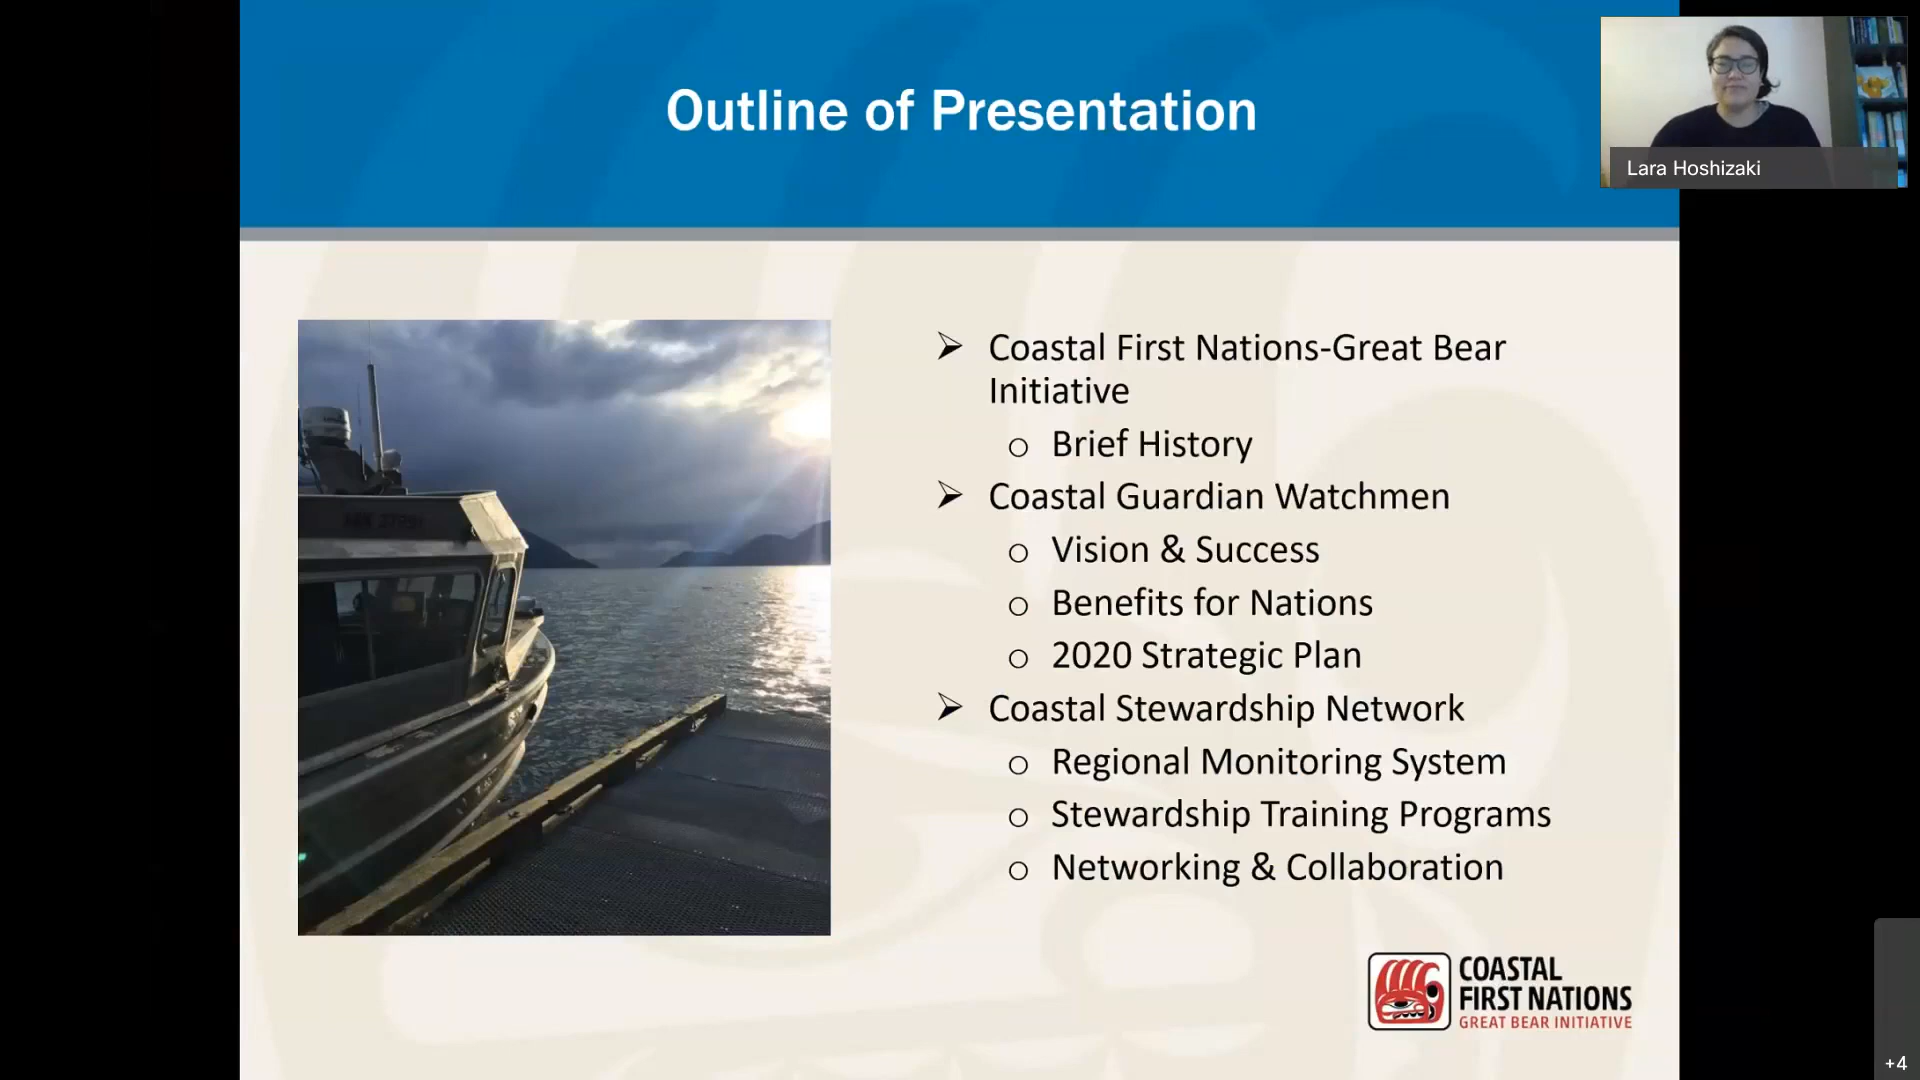 Outline of Presentation
Lara Hoshizaki
➢ Coastal First Nations-Great Bear
Initiative
o Brief History
➢ Coastal Guardian Watchmen
o Vision & Success
o Benefits for Nations
o 2020 Strategic Plan
➢ Coastal Stewardship Network
o Regional Monitoring System
o Stewardship Training Programs
o Networking & Collaboration
COASTAL
FIRST NATIONS
GREAT BEAR INITIATIVE
+4